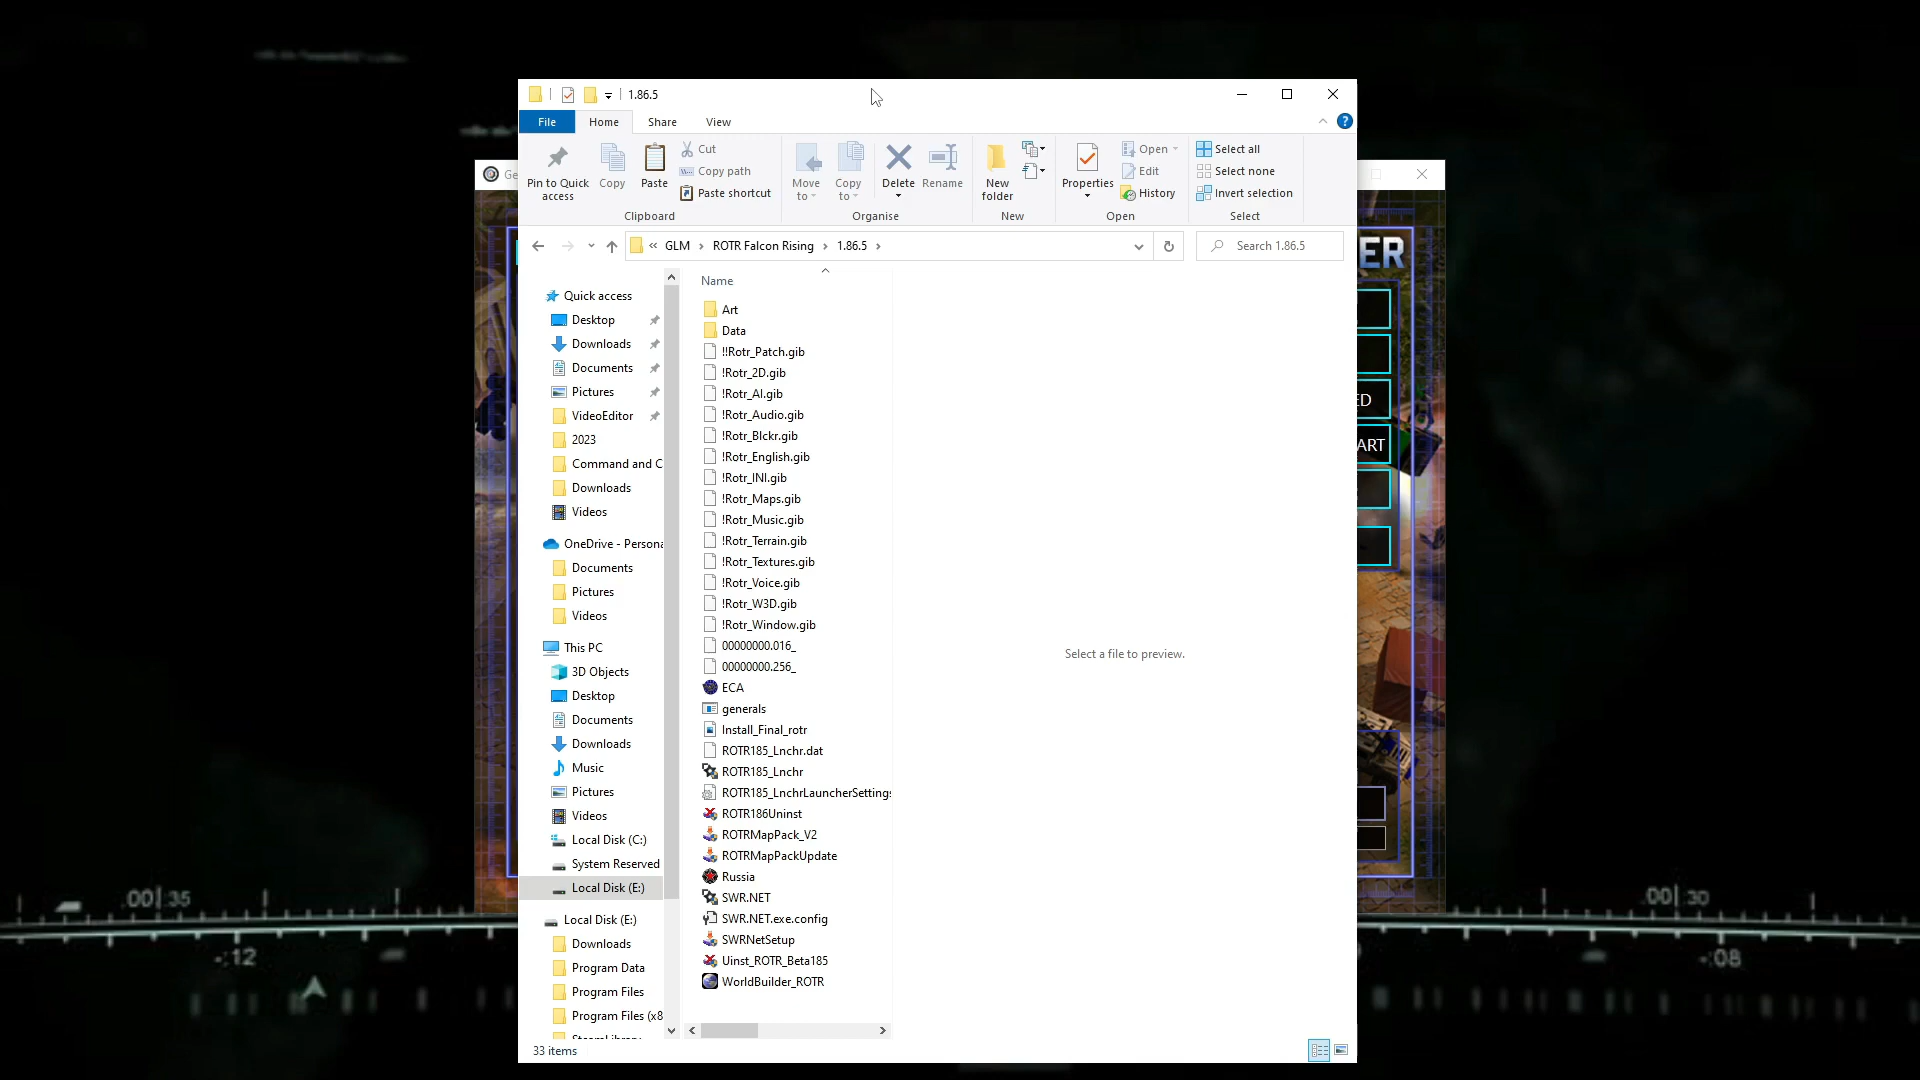 1.86.5
Ge
File
Home
Share
View
?
Pin to Quick access
Copy
Paste
Cut
Copy path
Paste shortcut
Move to
Copy to
Delete
Rename
New folder
Properties
Open
Edit
History
Select all
Select none
Invert selection
Clipboard
Organise
New
Open
Select
« GLM › ROTR Falcon Rising › 1.86.5 ›
Search 1.86.5
ER
ED
ART
Quick access
Desktop
Downloads
Documents
Pictures
VideoEditor
2023
Command and C
Downloads
Videos
OneDrive - Persona
Documents
Pictures
Videos
This PC
3D Objects
Desktop
Documents
Downloads
Music
Pictures
Videos
Local Disk (C:)
System Reserved
Local Disk (E:)
Local Disk (E:)
Downloads
Program Data
Program Files
Program Files (x8
Name
Art
Data
!!Rotr_Patch.gib
!Rotr_2D.gib
!Rotr_AI.gib
!Rotr_Audio.gib
!Rotr_Blckr.gib
!Rotr_English.gib
!Rotr_INI.gib
!Rotr_Maps.gib
!Rotr_Music.gib
!Rotr_Terrain.gib
!Rotr_Textures.gib
!Rotr_Voice.gib
!Rotr_W3D.gib
!Rotr_Window.gib
00000000.016_
00000000.256_
ECA
generals
Install_Final_rotr
ROTR185_Lnchr.dat
ROTR185_Lnchr
ROTR185_LnchrLauncherSettings
ROTR186Uninst
ROTRMapPack_V2
ROTRMapPackUpdate
Russia
SWR.NET
SWR.NET.exe.config
SWRNetSetup
Uinst_ROTR_Beta185
WorldBuilder_ROTR
Select a file to preview.
33 items
00:35
-:12
00:30
-:08